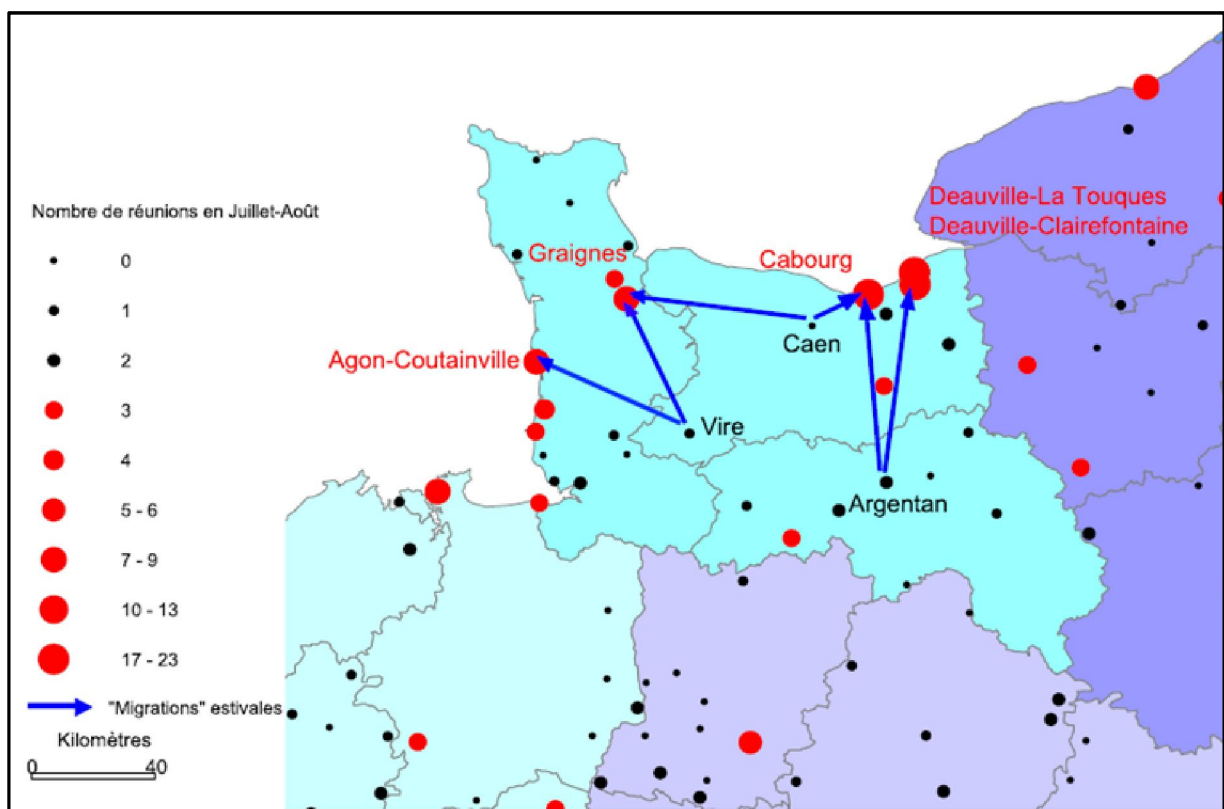 Nombre de réunions en Juillet-Août
0
1
2
3
4
5 - 6
7 - 9
10 - 13
17 - 23
"Migrations" estivales
Kilomètres
0 40
Deauville-La Touques
Deauville-Clairefontaine
Graignes
Cabourg
Caen
Agon-Coutainville
Vire
Argentan